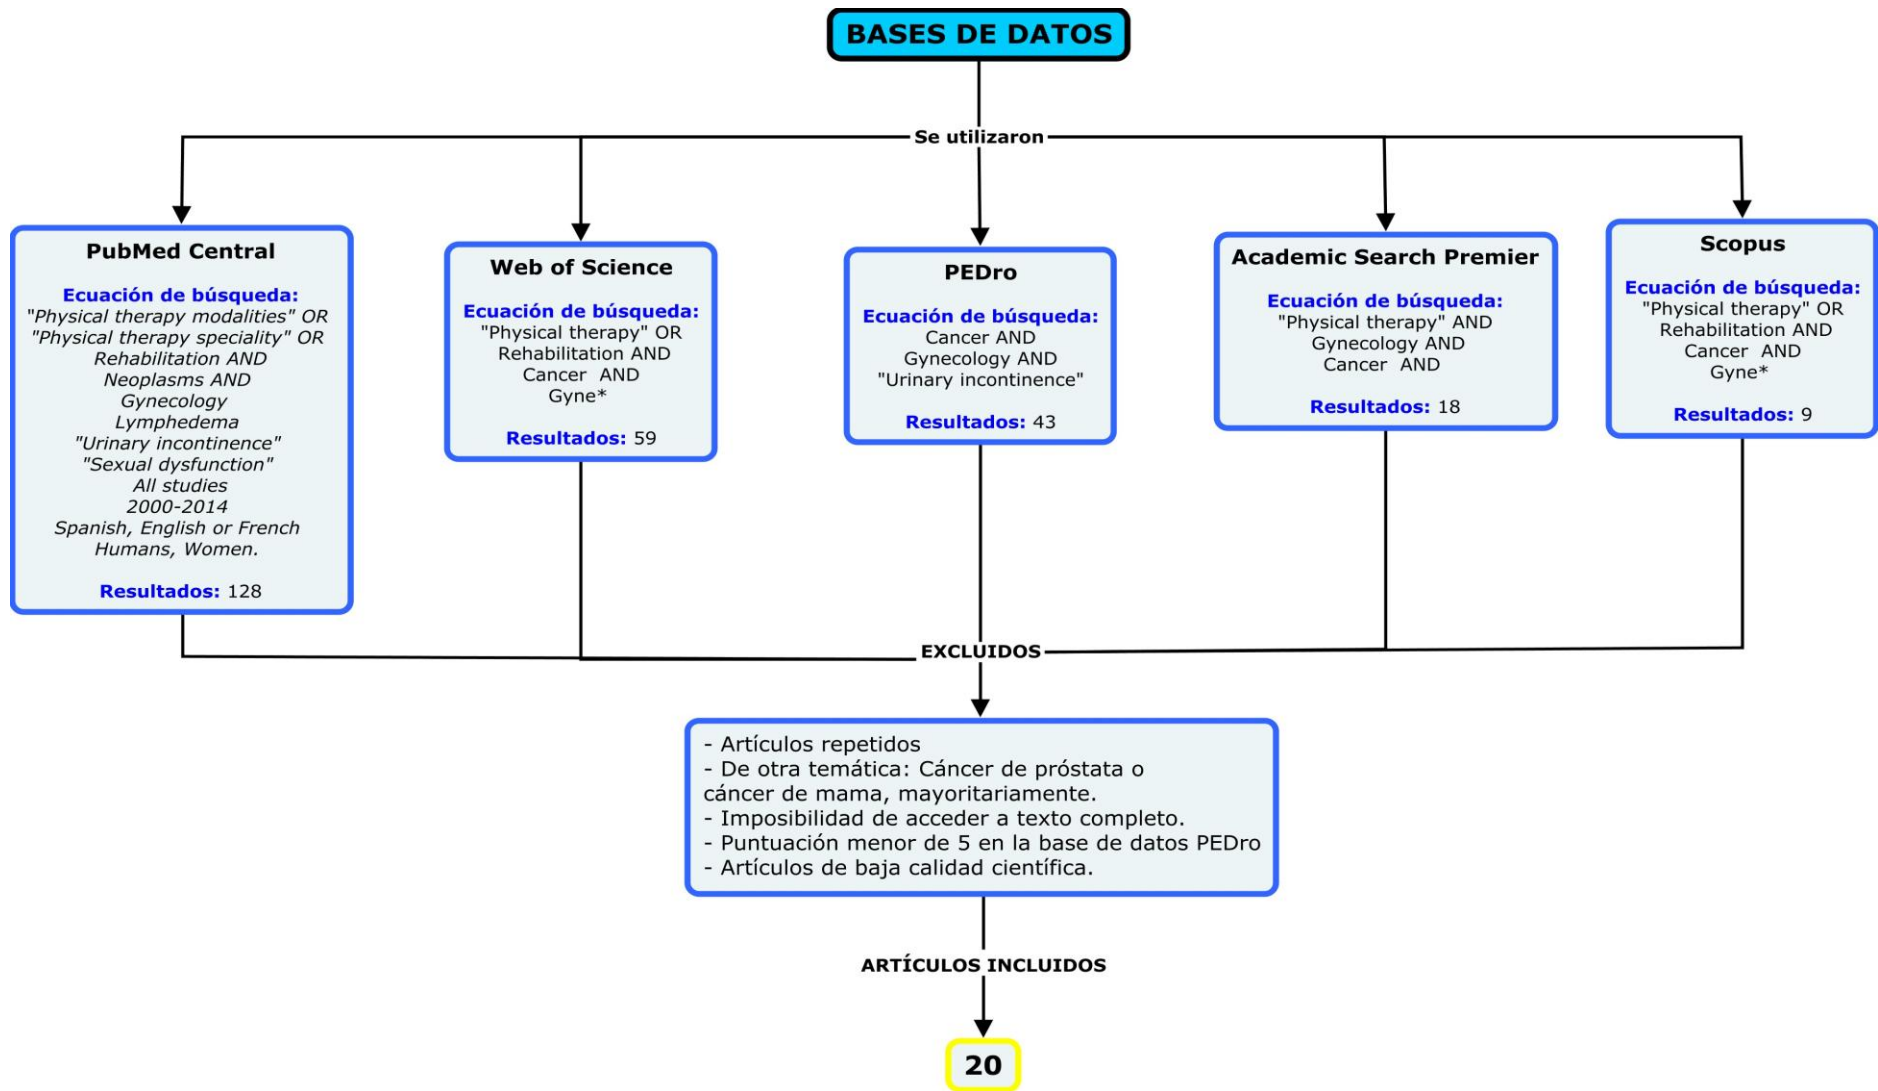 BASES DE DATOS
Se utilizaron
PubMed Central
Ecuación de búsqueda:
"Physical therapy modalities" OR
"Physical therapy speciality" OR
Rehabilitation AND
Neoplasms AND
Gynecology
Lymphedema
"Urinary incontinence"
"Sexual dysfunction"
All studies
2000-2014
Spanish, English or French
Humans, Women.
Resultados: 128
Web of Science
Ecuación de búsqueda:
"Physical therapy" OR
Rehabilitation AND
Cancer AND
Gyne*
Resultados: 59
PEDro
Ecuación de búsqueda:
Cancer AND
Gynecology AND
"Urinary incontinence"
Resultados: 43
Academic Search Premier
Ecuación de búsqueda:
"Physical therapy" AND
Gynecology AND
Cancer AND
Resultados: 18
Scopus
Ecuación de búsqueda:
"Physical therapy" OR
Rehabilitation AND
Cancer AND
Gyne*
Resultados: 9
EXCLUIDOS
- Artículos repetidos
- De otra temática: Cáncer de próstata o
cáncer de mama, mayoritariamente.
- Imposibilidad de acceder a texto completo.
- Puntuación menor de 5 en la base de datos PEDro
- Artículos de baja calidad científica.
ARTÍCULOS INCLUIDOS
20